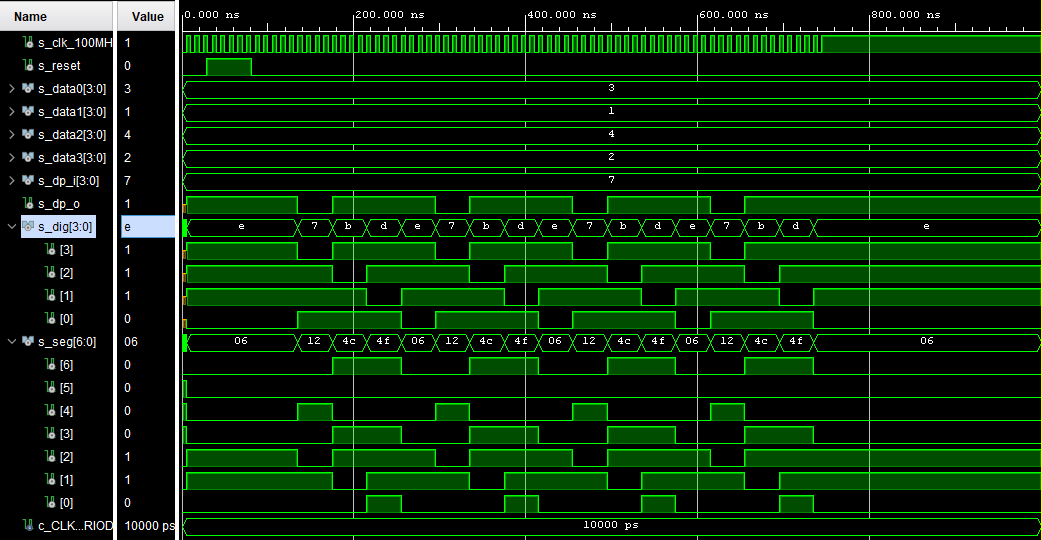 Name Value 0.000 ns 200.000 ns 400.000 ns 600.000 ns 800.000 ns
s_clk_100MH 1
s_reset 0
s_data0[3:0] 3 3
s_data1[3:0] 1 1
s_data2[3:0] 4 4
s_data3[3:0] 2 2
s_dp_i[3:0] 7 7
s_dp_o 1
s_dig[3:0] e e 7 b d e 7 b d e 7 b d e 7 b d e
[3] 1
[2] 1
[1] 1
[0] 0
s_seg[6:0] 06 06 12 4c 4f 06 12 4c 4f 06 12 4c 4f 06 12 4c 4f 06
[6] 0
[5] 0
[4] 0
[3] 0
[2] 1
[1] 1
[0] 0
c_CLK...RIOD 10000 ps 10000 ps